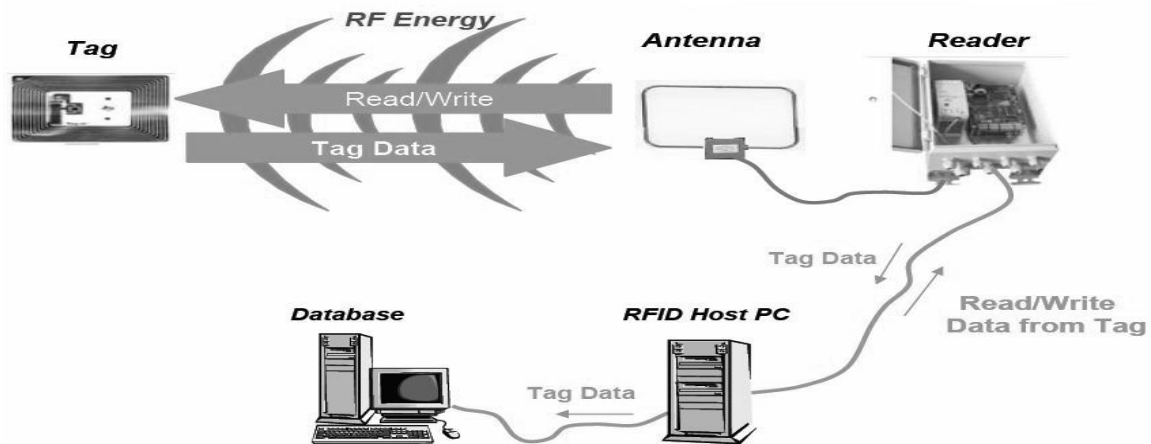 RF Energy
Tag
Antenna
Reader
Read/Write
Tag Data
Tag Data
Read/Write
Data from Tag
Database
RFID Host PC
Tag Data